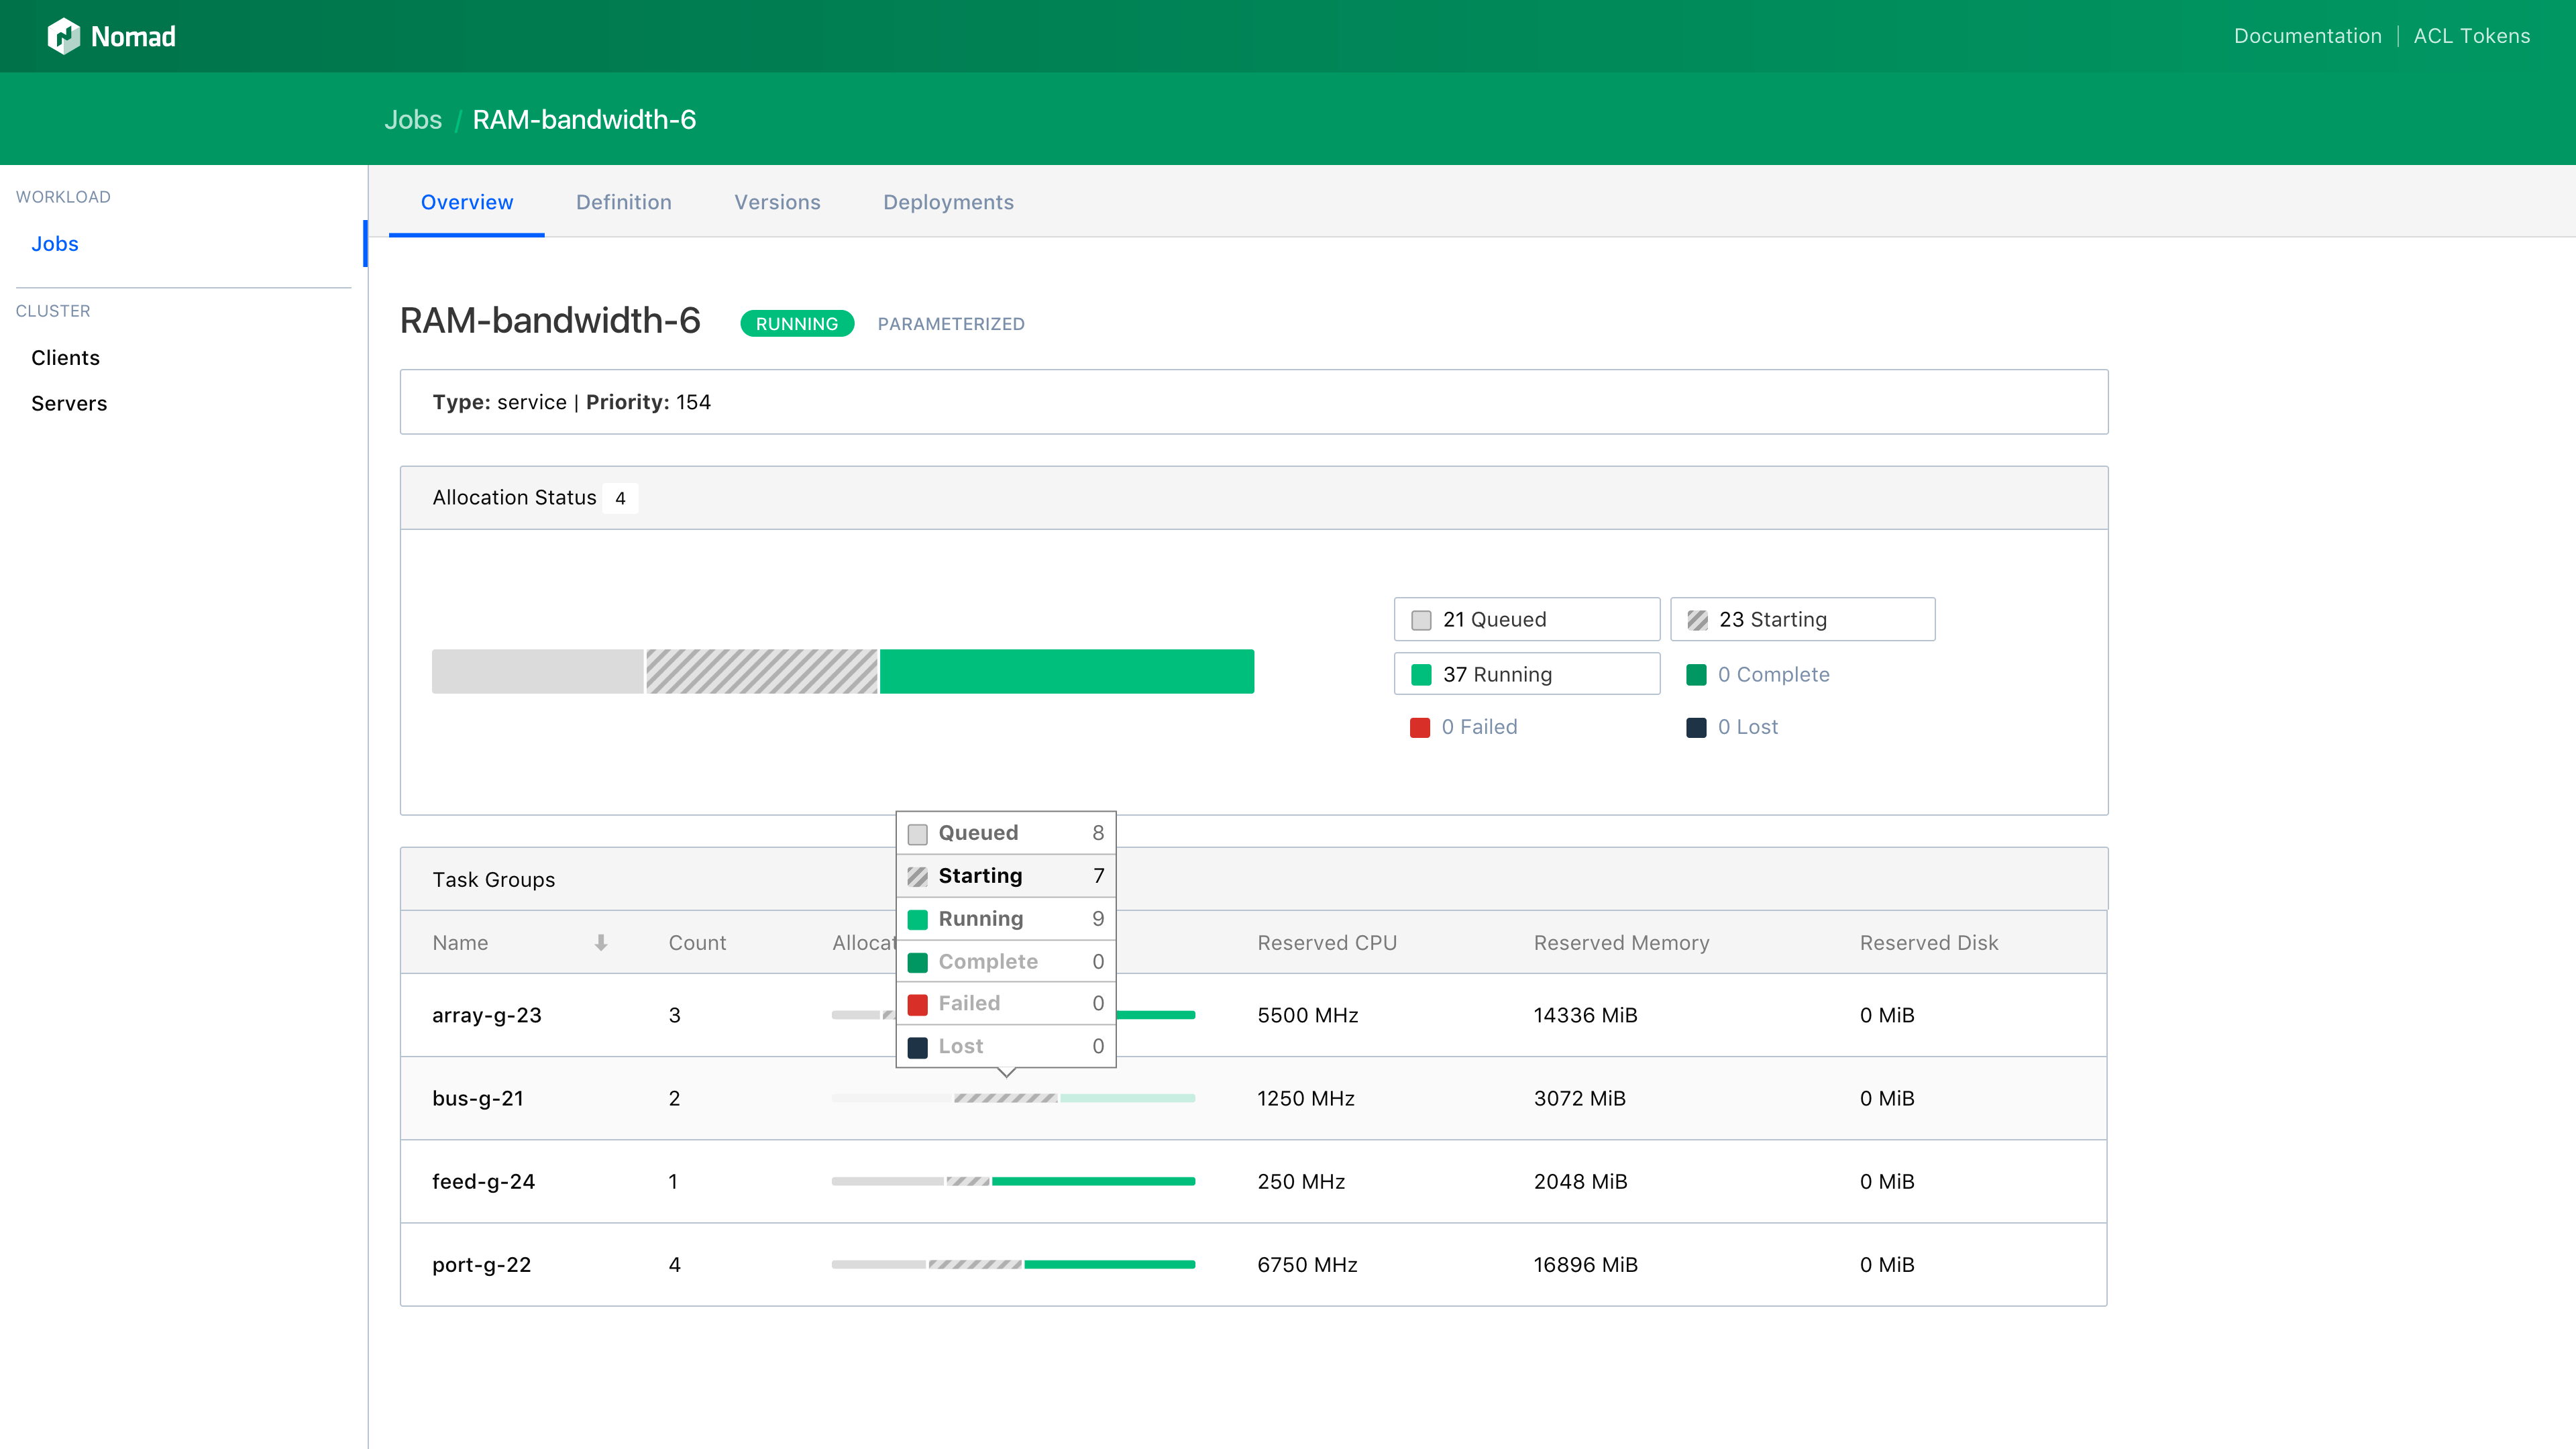 Nomad
Documentation | ACL Tokens
Jobs / RAM-bandwidth-6
WORKLOAD
Jobs
CLUSTER
Clients
Servers
Overview Definition Versions Deployments
RAM-bandwidth-6 RUNNING PARAMETERIZED
Type: service | Priority: 154
Allocation Status 4
21 Queued 23 Starting
37 Running 0 Complete
0 Failed 0 Lost
Queued 8
Starting 7
Running 9
Complete 0
Failed 0
Lost 0
Task Groups
Name Count Reserved CPU Reserved Memory Reserved Disk
array-g-23 3 5500 MHz 14336 MiB 0 MiB
bus-g-21 2 1250 MHz 3072 MiB 0 MiB
feed-g-24 1 250 MHz 2048 MiB 0 MiB
port-g-22 4 6750 MHz 16896 MiB 0 MiB